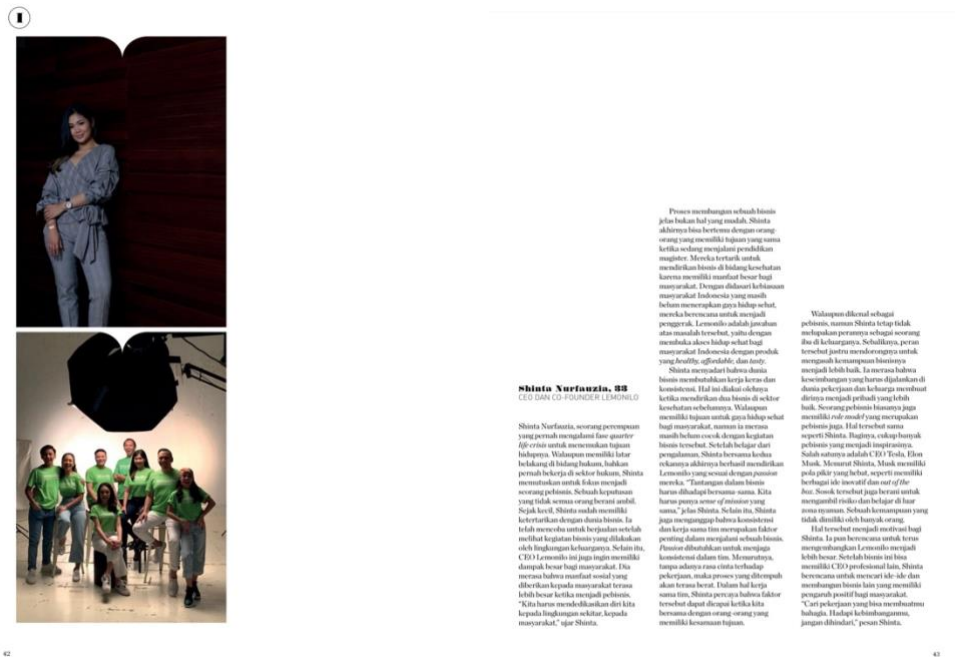 I
Shinta Nurfauzia, 33
CEO DAN CO-FOUNDER LEMONILO
Shinta Nurfauzia, seorang perempuan
yang pernah mengalami fase quarter
life crisis untuk menemukan tujuan
hidupnya. Walaupun memiliki latar
belakang di bidang hukum, bahkan
pernah bekerja di sektor hukum, Shinta
memutuskan untuk fokus menjadi
seorang pebisnis. Sebuah keputusan
yang tidak semua orang berani ambil.
Sejak kecil, Shinta sudah memiliki
ketertarikan dengan dunia bisnis. Ia
telah mencoba untuk berjualan setelah
melihat kegiatan bisnis yang dilakukan
oleh lingkungan keluarganya. Selain itu,
CEO Lemonilo ini juga ingin memiliki
dampak besar bagi masyarakat. Dia
merasa bahwa manfaat sosial yang
diberikan kepada masyarakat terasa
lebih besar ketika menjadi pebisnis.
"Kita harus mendedikasikan diri kita
kepada lingkungan sekitar, kepada
masyarakat," ujar Shinta.
Proses membangun sebuah bisnis
jelas bukan hal yang mudah. Shinta
akhirnya bisa bertemu dengan orang-
orang yang memiliki tujuan yang sama
ketika sedang menjalani pendidikan
magister. Mereka tertarik untuk
mendirikan bisnis di bidang kesehatan
karena memiliki manfaat besar bagi
masyarakat. Dengan didasari kebiasaan
masyarakat Indonesia yang masih
belum menerapkan gaya hidup sehat,
mereka berencana untuk menjadi
penggerak. Lemonilo adalah jawaban
atas masalah tersebut, yaitu dengan
membuka akses hidup sehat bagi
masyarakat Indonesia dengan produk
yang healthy, affordable, dan tasty.
Shinta menyadari bahwa dunia
bisnis membutuhkan kerja keras dan
konsistensi. Hal ini diakui olehnya
ketika mendirikan dua bisnis di sektor
kesehatan sebelumnya. Walaupun
memiliki tujuan untuk gaya hidup sehat
bagi masyarakat, namun ia merasa
masih belum cocok dengan kegiatan
bisnis tersebut. Setelah belajar dari
pengalaman, Shinta bersama kedua
rekannya akhirnya berhasil mendirikan
Lemonilo yang sesuai dengan passion
mereka. "Tantangan dalam bisnis
harus dihadapi bersama-sama. Kita
harus punya sense of mission yang
sama," jelas Shinta. Selain itu, Shinta
juga menganggap bahwa konsistensi
dan kerja sama tim merupakan faktor
penting dalam menjalani sebuah bisnis.
Passion dibutuhkan untuk menjaga
konsistensi dalam tim. Menurutnya,
tanpa adanya rasa cinta terhadap
pekerjaan, maka proses yang ditempuh
akan terasa berat. Dalam hal kerja
sama tim, Shinta percaya bahwa faktor
tersebut dapat dicapai ketika kita
bersama dengan orang-orang yang
memiliki kesamaan tujuan.
Walaupun dikenal sebagai
pebisnis, namun Shinta tetap tidak
melupakan perannya sebagai seorang
ibu di keluarganya. Sebaliknya, peran
tersebut justru mendorongnya untuk
mengasah kemampuan bisnisnya
menjadi lebih baik. Ia merasa bahwa
keseimbangan yang harus dijalankan di
dunia pekerjaan dan keluarga membuat
dirinya menjadi pribadi yang lebih
baik. Seorang pebisnis biasanya juga
memiliki role model yang merupakan
pebisnis juga. Hal tersebut sama
seperti Shinta. Baginya, cukup banyak
pebisnis yang menjadi inspirasinya.
Salah satunya adalah CEO Tesla, Elon
Musk. Menurut Shinta, Musk memiliki
pola pikir yang hebat, seperti memiliki
berbagai ide inovatif dan out of the
box. Sosok tersebut juga berani untuk
mengambil risiko dan belajar di luar
zona nyaman. Sebuah kemampuan yang
tidak dimiliki oleh banyak orang.
Hal tersebut menjadi motivasi bagi
Shinta. Ia pun berencana untuk terus
mengembangkan Lemonilo menjadi
lebih besar. Setelah bisnis ini bisa
memiliki CEO profesional lain, Shinta
berencana untuk mencari ide-ide dan
membangun bisnis lain yang memiliki
pengaruh positif bagi masyarakat.
"Cari pekerjaan yang bisa membuatmu
bahagia. Hadapi kebimbanganmu,
jangan dihindari," pesan Shinta.
42
43